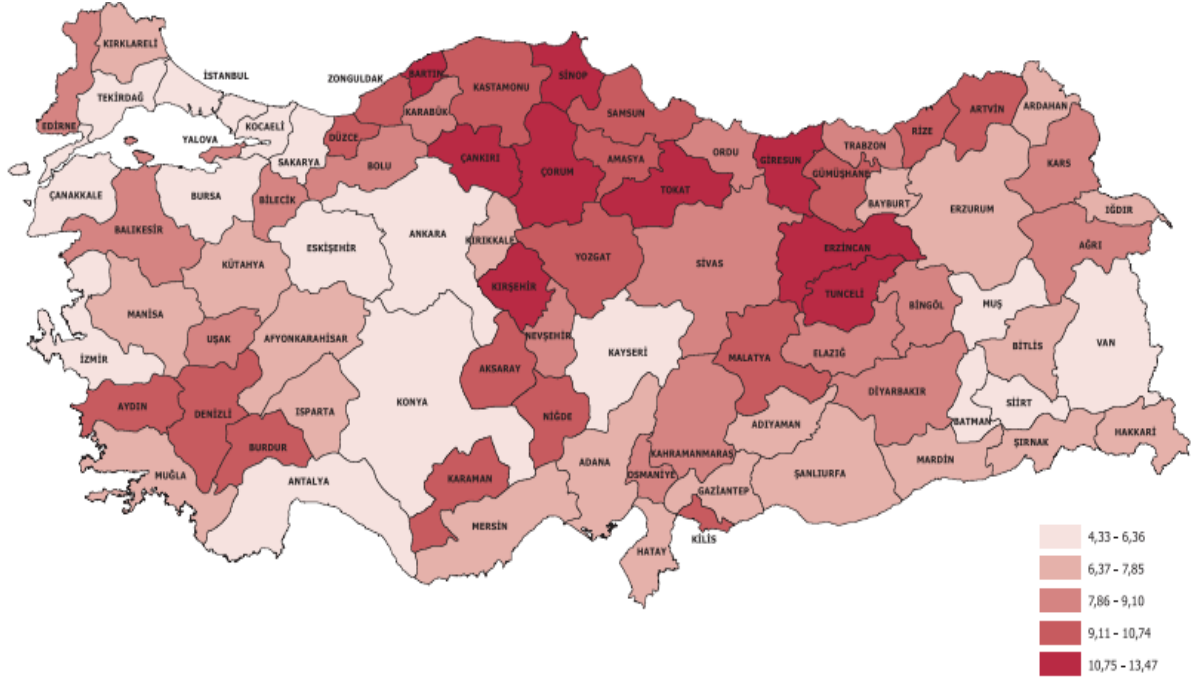 KIRKLARELİ
İSTANBUL
ZONGULDAK
BARTIN
SİNOP
KASTAMONU
TEKİRDAĞ
KARABÜK
SAMSUN
ARTVİN
ARDAHAN
EDİRNE
KOCAELİ
YALOVA
DÜZCE
RİZE
SAKARYA
BOLU
ÇANKIRI
AMASYA
ORDU
GİRESUN
TRABZON
KARS
ÇORUM
GÜMÜŞHANE
ÇANAKKALE
BURSA
BİLECİK
TOKAT
BAYBURT
ERZURUM
IĞDIR
BALIKESİR
ANKARA
KIRIKKALE
ESKİŞEHİR
ERZİNCAN
AĞRI
KÜTAHYA
YOZGAT
SİVAS
KIRŞEHİR
TUNCELİ
BİNGÖL
MUŞ
MANİSA
UŞAK
AFYONKARAHİSAR
NEVŞEHİR
KAYSERİ
VAN
İZMİR
MALATYA
ELAZIĞ
BİTLİS
AKSARAY
DİYARBAKIR
KONYA
SİİRT
AYDIN
DENİZLİ
ISPARTA
NİĞDE
ADIYAMAN
BATMAN
HAKKARİ
BURDUR
ŞIRNAK
KAHRAMANMARAŞ
MARDİN
ADANA
MUĞLA
ANTALYA
KARAMAN
OSMANİYE
ŞANLIURFA
GAZİANTEP
MERSİN
KİLİS
HATAY
4,33 - 6,36
6,37 - 7,85
7,86 - 9,10
9,11 - 10,74
10,75 - 13,47